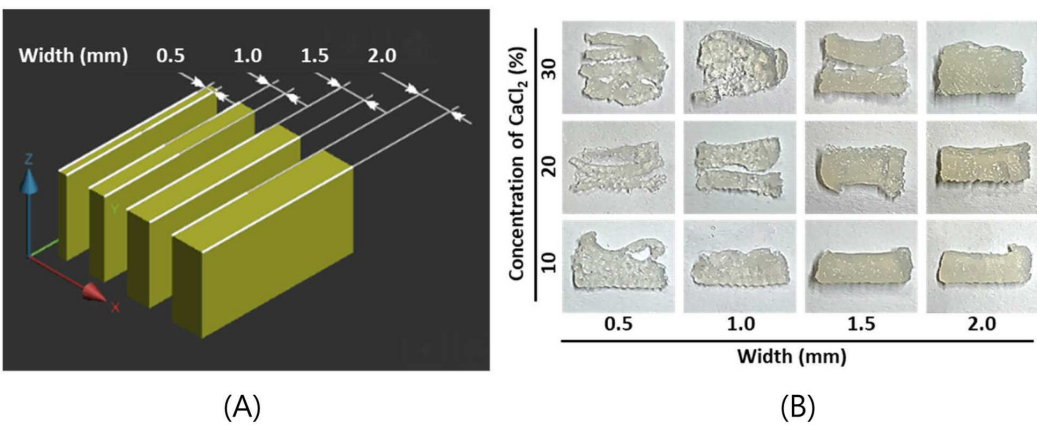 Width (mm) 0.5 1.0 1.5 2.0
Z
Y
X
(A)
Concentration of CaCl₂ (%)
30
20
10
0.5 1.0 1.5 2.0
Width (mm)
(B)